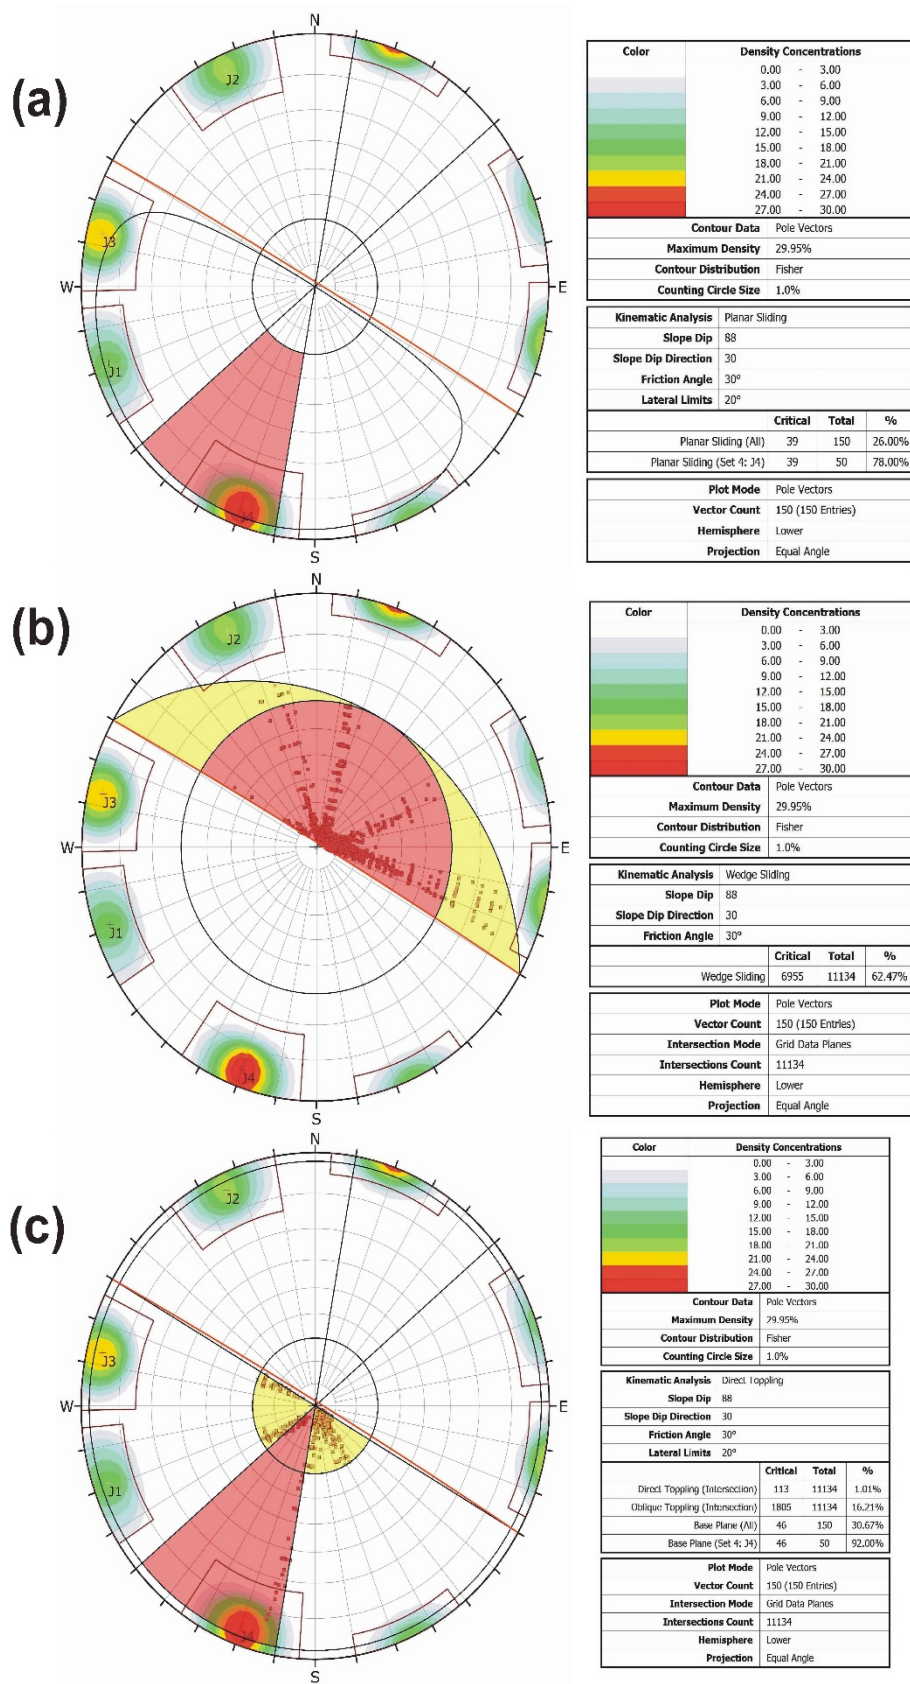 (a)
N
J2
J3
W
E
J1
J4
S
Color Density Concentrations
0.00 - 3.00
3.00 - 6.00
6.00 - 9.00
9.00 - 12.00
12.00 - 15.00
15.00 - 18.00
18.00 - 21.00
21.00 - 24.00
24.00 - 27.00
27.00 - 30.00
Contour Data Pole Vectors
Maximum Density 29.95%
Contour Distribution Fisher
Counting Circle Size 1.0%
Kinematic Analysis Planar Sliding
Slope Dip 88
Slope Dip Direction 30
Friction Angle 30°
Lateral Limits 20°
Critical Total %
Planar Sliding (All) 39 150 26.00%
Planar Sliding (Set 4: J4) 39 50 78.00%
Plot Mode Pole Vectors
Vector Count 150 (150 Entries)
Hemisphere Lower
Projection Equal Angle
(b)
N
J2
J3
W
E
J1
J4
S
Color Density Concentrations
0.00 - 3.00
3.00 - 6.00
6.00 - 9.00
9.00 - 12.00
12.00 - 15.00
15.00 - 18.00
18.00 - 21.00
21.00 - 24.00
24.00 - 27.00
27.00 - 30.00
Contour Data Pole Vectors
Maximum Density 29.95%
Contour Distribution Fisher
Counting Circle Size 1.0%
Kinematic Analysis Wedge Sliding
Slope Dip 88
Slope Dip Direction 30
Friction Angle 30°
Critical Total %
Wedge Sliding 6955 11134 62.47%
Plot Mode Pole Vectors
Vector Count 150 (150 Entries)
Intersection Mode Grid Data Planes
Intersections Count 11134
Hemisphere Lower
Projection Equal Angle
(c)
N
J2
J3
W
E
J1
J4
S
Color Density Concentrations
0.00 - 3.00
3.00 - 6.00
6.00 - 9.00
9.00 - 12.00
12.00 - 15.00
15.00 - 18.00
18.00 - 21.00
21.00 - 24.00
24.00 - 27.00
27.00 - 30.00
Contour Data Pole Vectors
Maximum Density 29.95%
Contour Distribution Fisher
Counting Circle Size 1.0%
Kinematic Analysis Direct Toppling
Slope Dip 88
Slope Dip Direction 30
Friction Angle 30°
Lateral Limits 20°
Critical Total %
Direct Toppling (Intersection) 113 11134 1.01%
Oblique Toppling (Intersection) 1805 11134 16.21%
Base Plane (All) 46 150 30.67%
Base Plane (Set 4: J4) 46 50 92.00%
Plot Mode Pole Vectors
Vector Count 150 (150 Entries)
Intersection Mode Grid Data Planes
Intersections Count 11134
Hemisphere Lower
Projection Equal Angle